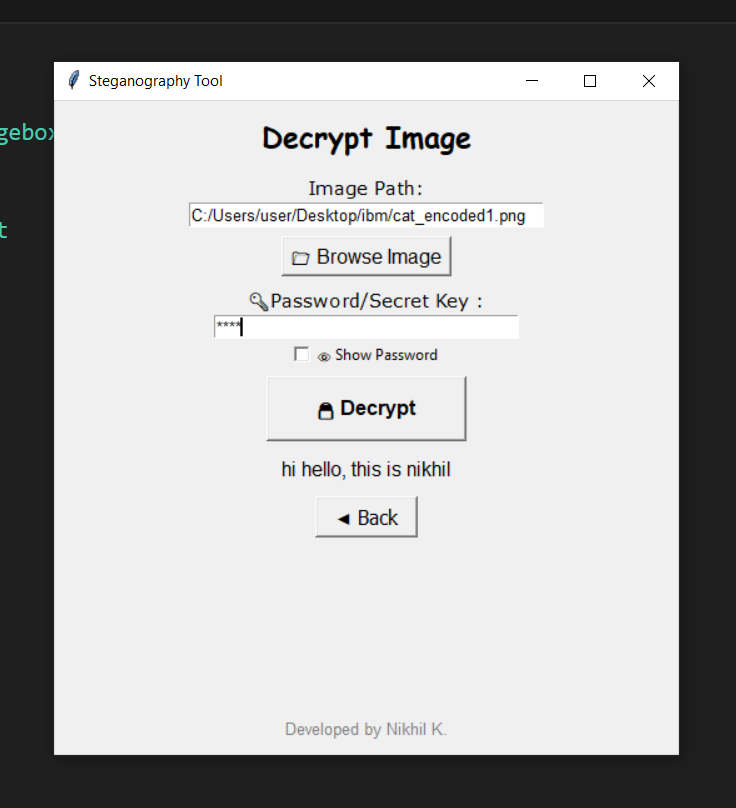 Steganography Tool
gebox
Decrypt Image
Image Path:
t
C:/Users/user/Desktop/ibm/cat_encoded1.png
Browse Image
Password/Secret Key :
****
Show Password
Decrypt
hi hello, this is nikhil
◄ Back
Developed by Nikhil K.